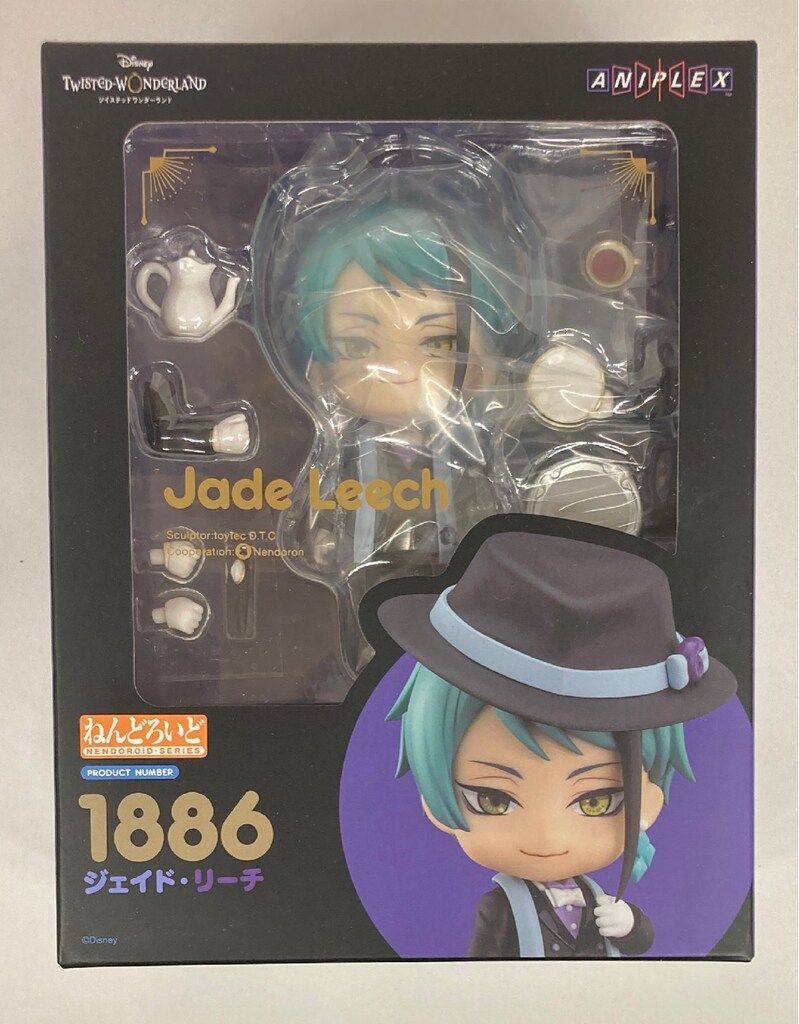 Disney
TWISTED-WONDERLAND
ツイステッドワンダーランド
ANIPLEX
Jade Leech
Sculptor:toytec D.T.C
Cooperation: Nendoron
ねんどろいど
NENDOROID·SERIES
PRODUCT NUMBER
1886
ジェイド・リーチ
©Disney